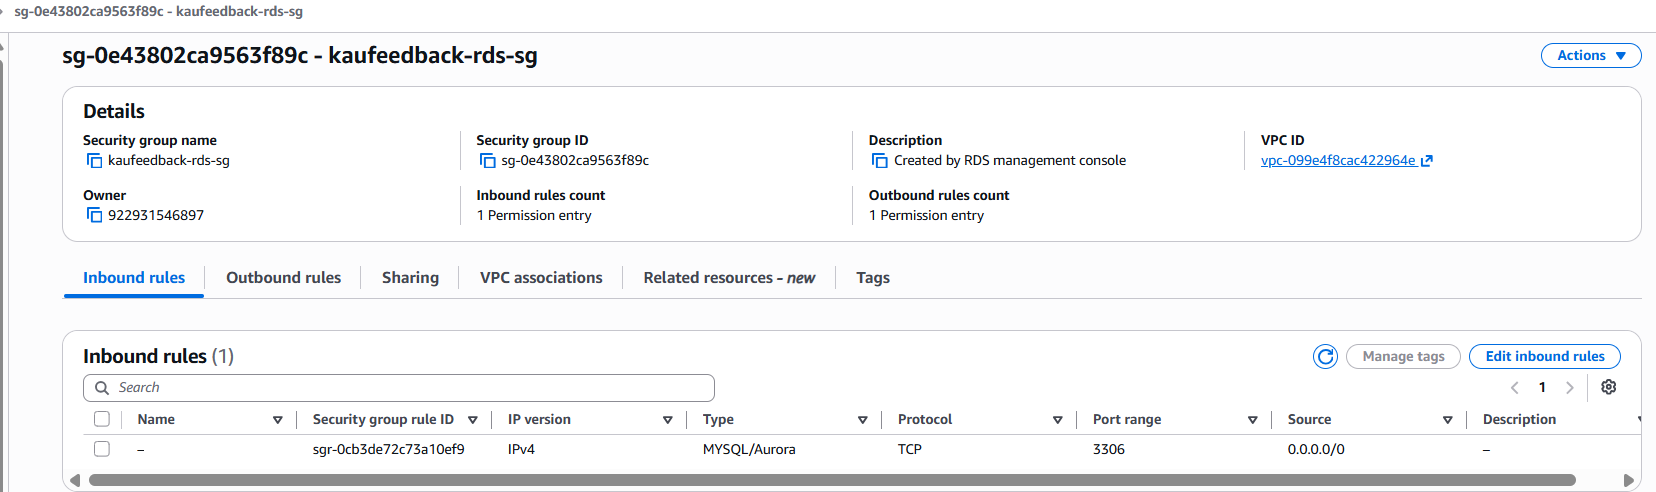 sg-0e43802ca9563f89c - kaufeedback-rds-sg
sg-0e43802ca9563f89c - kaufeedback-rds-sg
Actions
Details
Security group name
kaufeedback-rds-sg
Security group ID
sg-0e43802ca9563f89c
Description
Created by RDS management console
VPC ID
vpc-099e4f8cac422964e
Owner
922931546897
Inbound rules count
1 Permission entry
Outbound rules count
1 Permission entry
Inbound rules
Outbound rules
Sharing
VPC associations
Related resources - new
Tags
Inbound rules (1)
Manage tags
Edit inbound rules
Search
1
Name Security group rule ID IP version Type Protocol Port range Source Description
– sgr-0cb3de72c73a10ef9 IPv4 MYSQL/Aurora TCP 3306 0.0.0.0/0 –